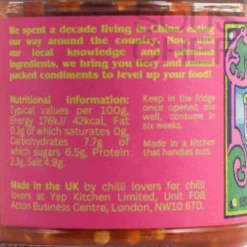 We spent a decade living in China, eating
our way around the country. Now, with
our local knowledge and premium
ingredients, we bring you fiery and
packed condiments to level up your food!
Nutritional Information:
Typical values per 100g,
Energy 176kJ/ 42kcal, Fat
0.3g of which saturates 0g,
Carbohydrates 7.7g of
which sugars 6.5g, Protein
2.3g, Salt 4.9g.
Keep in the fridge
once opened, mix
well, consume in
six weeks.
Made in a kitchen
that handles nuts.
Made in the UK by chilli lovers for chilli
lovers @ Yep Kitchen Limited, Unit F08
Acton Business Centre, London, NW10 6TD.